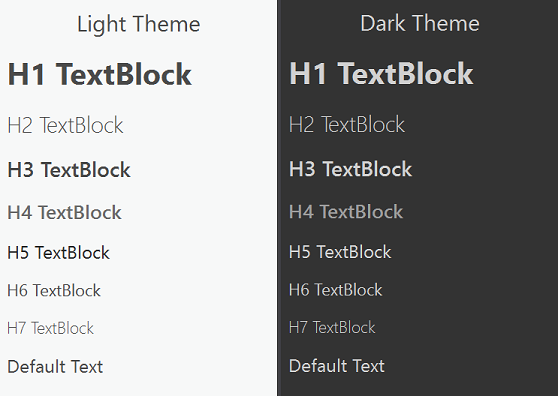 Light Theme
H1 TextBlock
H2 TextBlock
H3 TextBlock
H4 TextBlock
H5 TextBlock
H6 TextBlock
H7 TextBlock
Default Text
Dark Theme
H1 TextBlock
H2 TextBlock
H3 TextBlock
H4 TextBlock
H5 TextBlock
H6 TextBlock
H7 TextBlock
Default Text